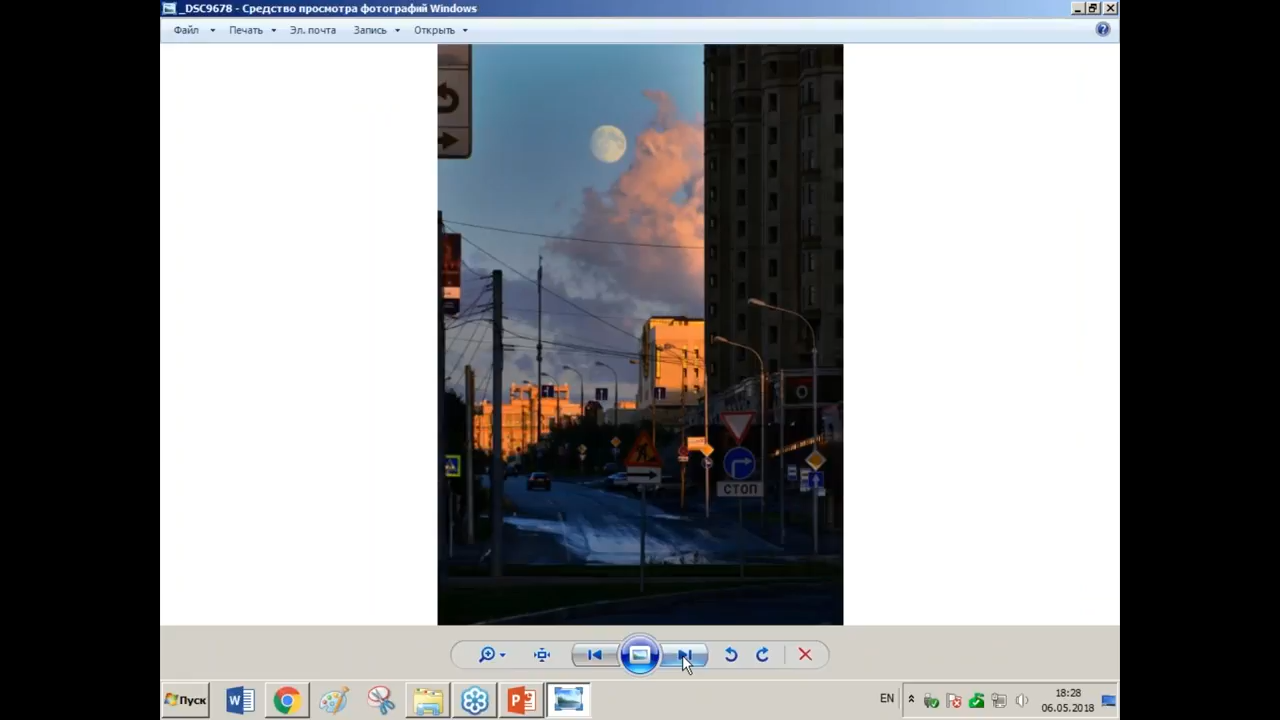 _DSC9678 - Средство просмотра фотографий Windows
Файл Печать Эл. почта Запись Открыть
СТОП
Пуск
EN
18:28
06.05.2018